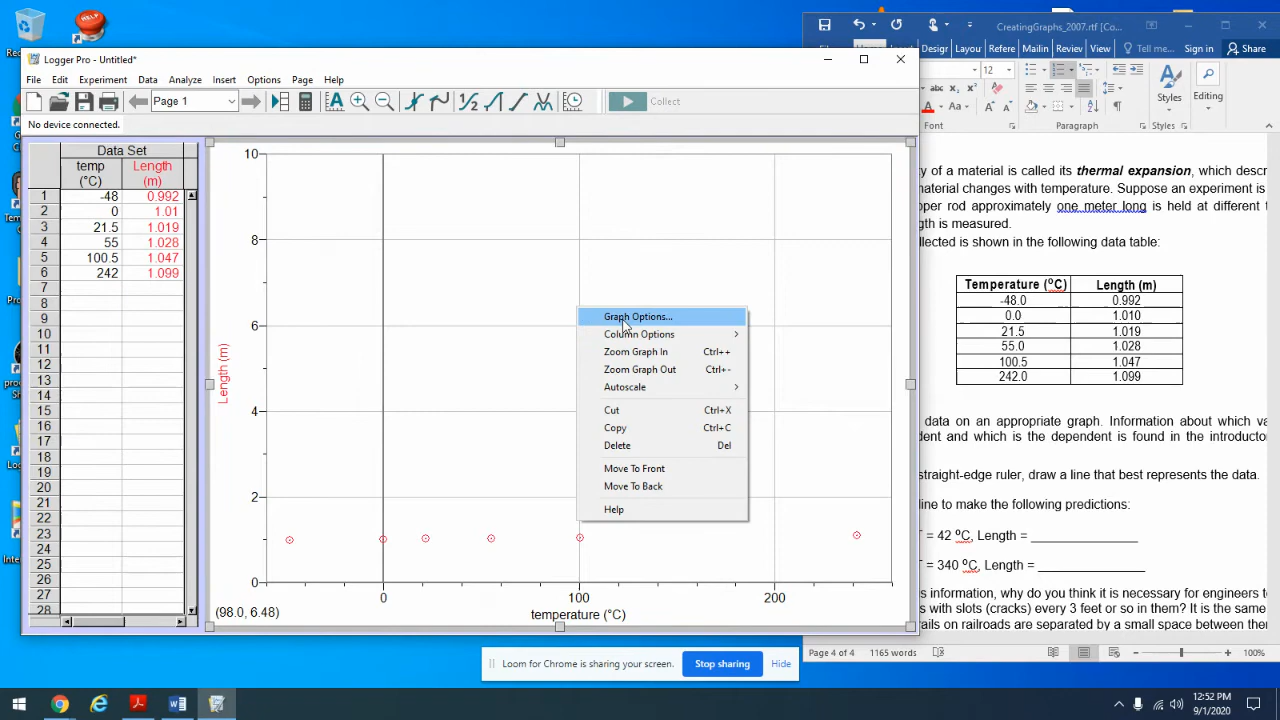 HELP
Rec
Logger Pro - Untitled*
File Edit Experiment Data Analyze Insert Options Page Help
Page 1
Collect
No device connected.
Data Set
temp Length
(°C) (m)
1 -48 0.992
2 0 1.01
3 21.5 1.019
4 55 1.028
5 100.5 1.047
6 242 1.099
7
8
9
10
11
12
13
14
15
16
17
18
19
20
21
22
23
24
25
26
27
28
10
8
6
4
2
0
Length (m)
0 100 200
temperature (°C)
(98.0, 6.48)
Graph Options...
Column Options
Zoom Graph In Ctrl++
Zoom Graph Out Ctrl+-
Autoscale
Cut Ctrl+X
Copy Ctrl+C
Delete Del
Move To Front
Move To Back
Help
CreatingGraphs_2007.rtf [Co
Design Layou Refere Mailin Review View Tell me... Sign in Share
12
Styles Editing
Font Paragraph Styles
y of a material is called its thermal expansion, which descr
naterial changes with temperature. Suppose an experiment is
pper rod approximately one meter long is held at different t
gth is measured.
ollected is shown in the following data table:
Temperature (°C) Length (m)
-48.0 0.992
0.0 1.010
21.5 1.019
55.0 1.028
100.5 1.047
242.0 1.099
data on an appropriate graph. Information about which va
dent and which is the dependent is found in the introductor
straight-edge ruler, draw a line that best represents the data.
line to make the following predictions:
T = 42 °C, Length = ____________
T = 340 °C, Length = ____________
s information, why do you think it is necessary for engineers to
s with slots (cracks) every 3 feet or so in them? It is the same
rails on railroads are separated by a small space between them
Page 4 of 4 1165 words 100%
Loom for Chrome is sharing your screen. Stop sharing Hide
12:52 PM
9/1/2020